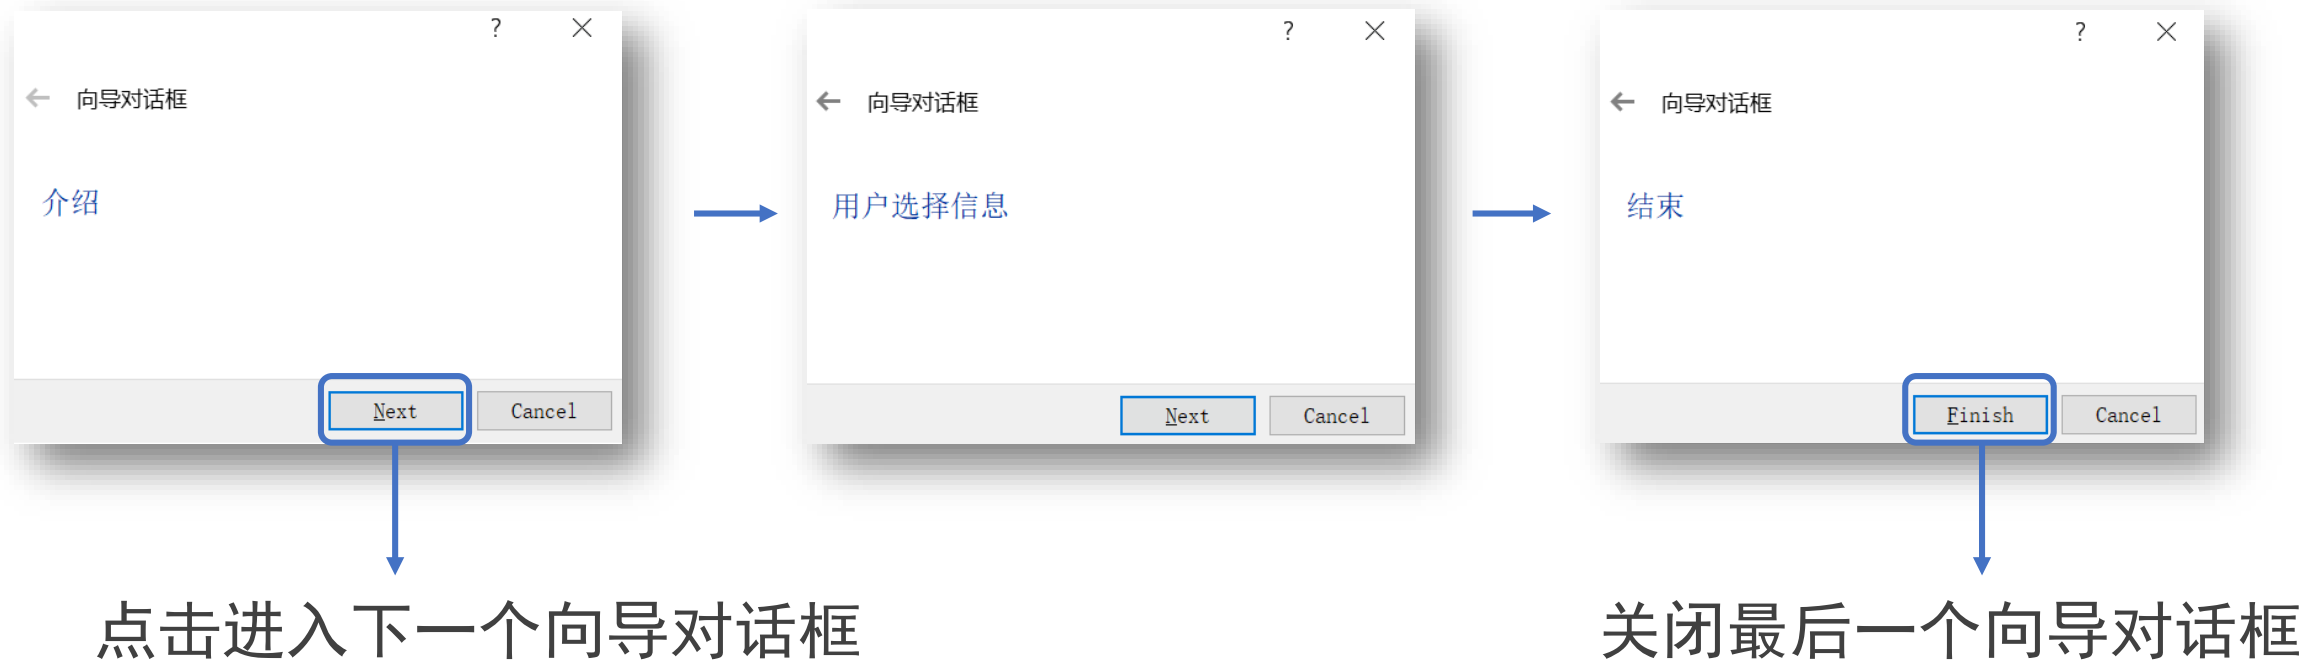 ?
向导对话框
介绍
Next Cancel
点击进入下一个向导对话框
?
向导对话框
用户选择信息
Next Cancel
?
向导对话框
结束
Finish Cancel
关闭最后一个向导对话框